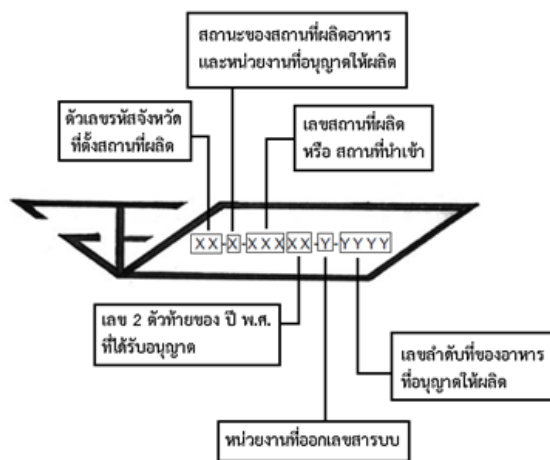 สถานะของสถานที่ผลิตอาหาร
และหน่วยงานที่อนุญาตให้ผลิต
ตัวเลขรหัสจังหวัด
ที่ตั้งสถานที่ผลิต
เลขสถานที่ผลิต
หรือ สถานที่นำเข้า
XX-X-XXXXX-Y-YYYY
เลข 2 ตัวท้ายของ ปี พ.ศ.
ที่ได้รับอนุญาต
เลขลำดับที่ของอาหาร
ที่อนุญาตให้ผลิต
หน่วยงานที่ออกเลขสารบบ